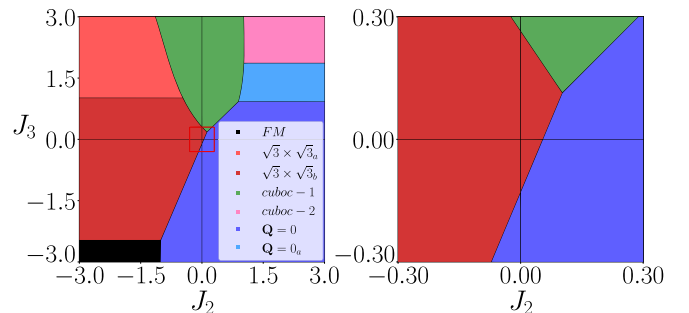 3.0
1.5
0.0
−1.5
−3.0
J₃
−3.0 −1.5 0.0 1.5 3.0
J₂
FM
√3 × √3ₐ
√3 × √3_b
cuboc − 1
cuboc − 2
Q = 0
Q = 0ₐ
0.30
0.00
−0.30
−0.30 0.00 0.30
J₂